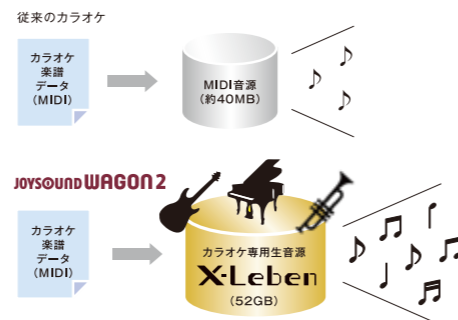 従来のカラオケ
カラオケ
楽譜
データ
(MIDI)
MIDI音源
(約40MB)
JOYSOUND WAGON 2
カラオケ
楽譜
データ
(MIDI)
カラオケ専用生音源
X-Leben
(52GB)